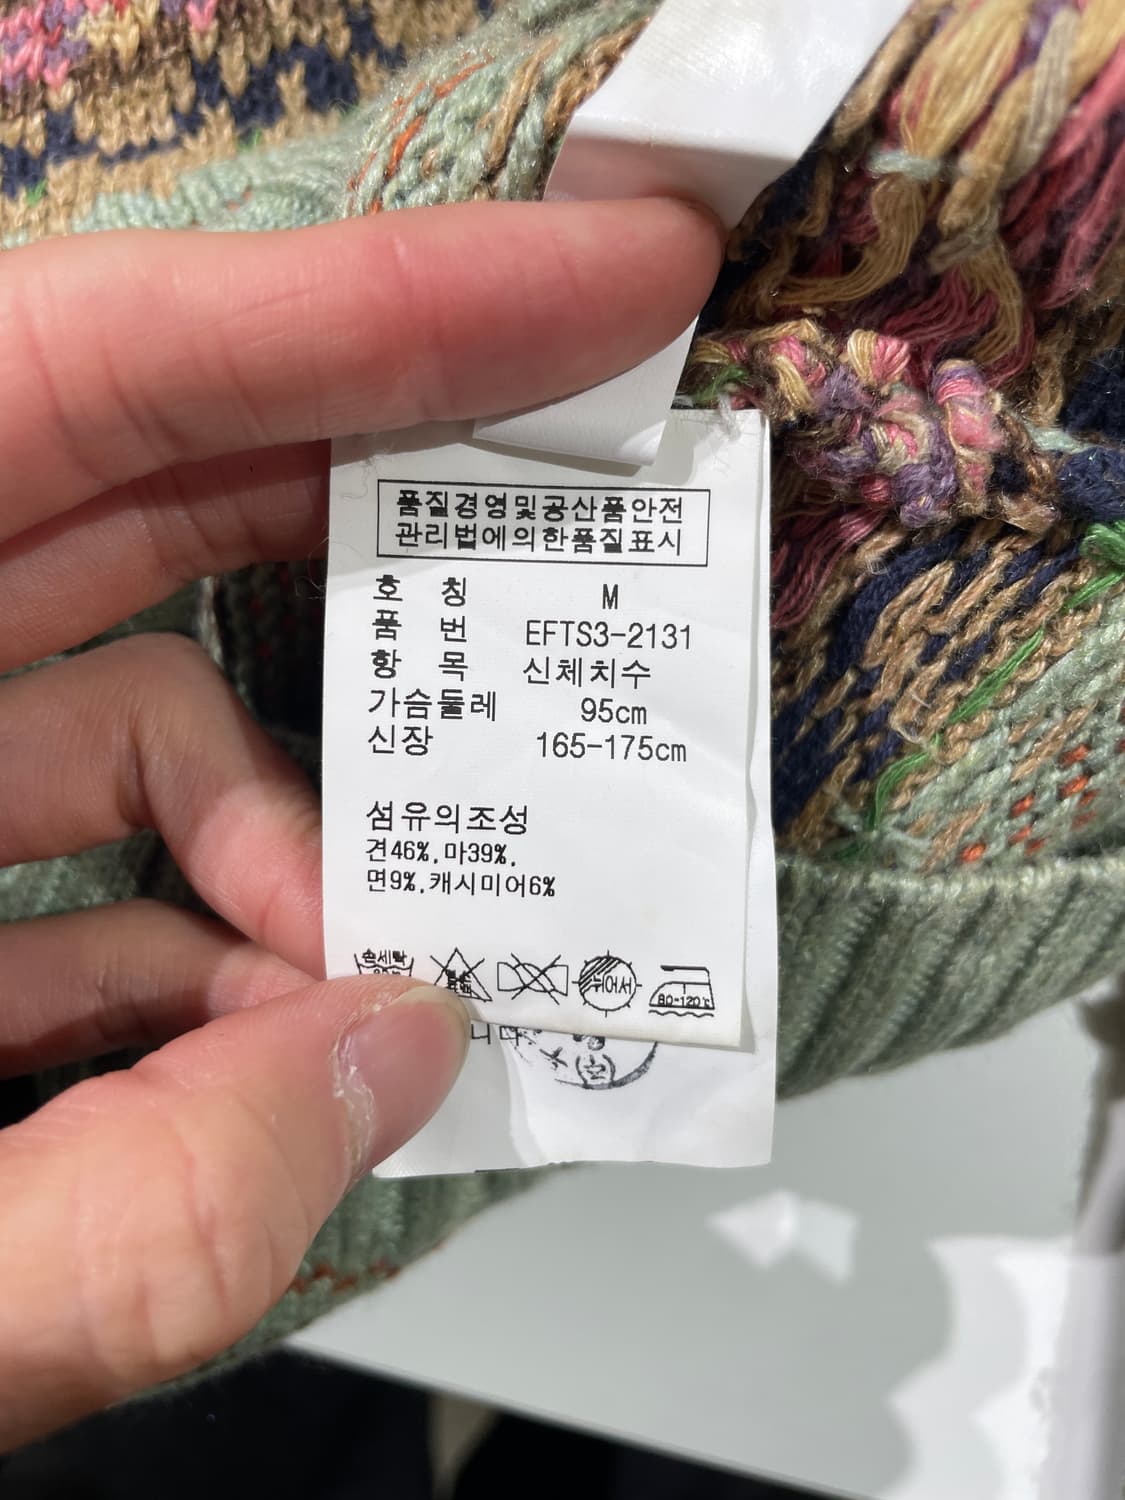 품질경영및공산품안전
관리법에의한품질표시
호 칭 M
품 번 EFTS3-2131
항 목 신체치수
가슴둘레 95cm
신장 165-175cm
섬유의조성
견46%, 마39%,
면9%, 캐시미어6%
손세탁 뉘어서 80-120℃
니다.